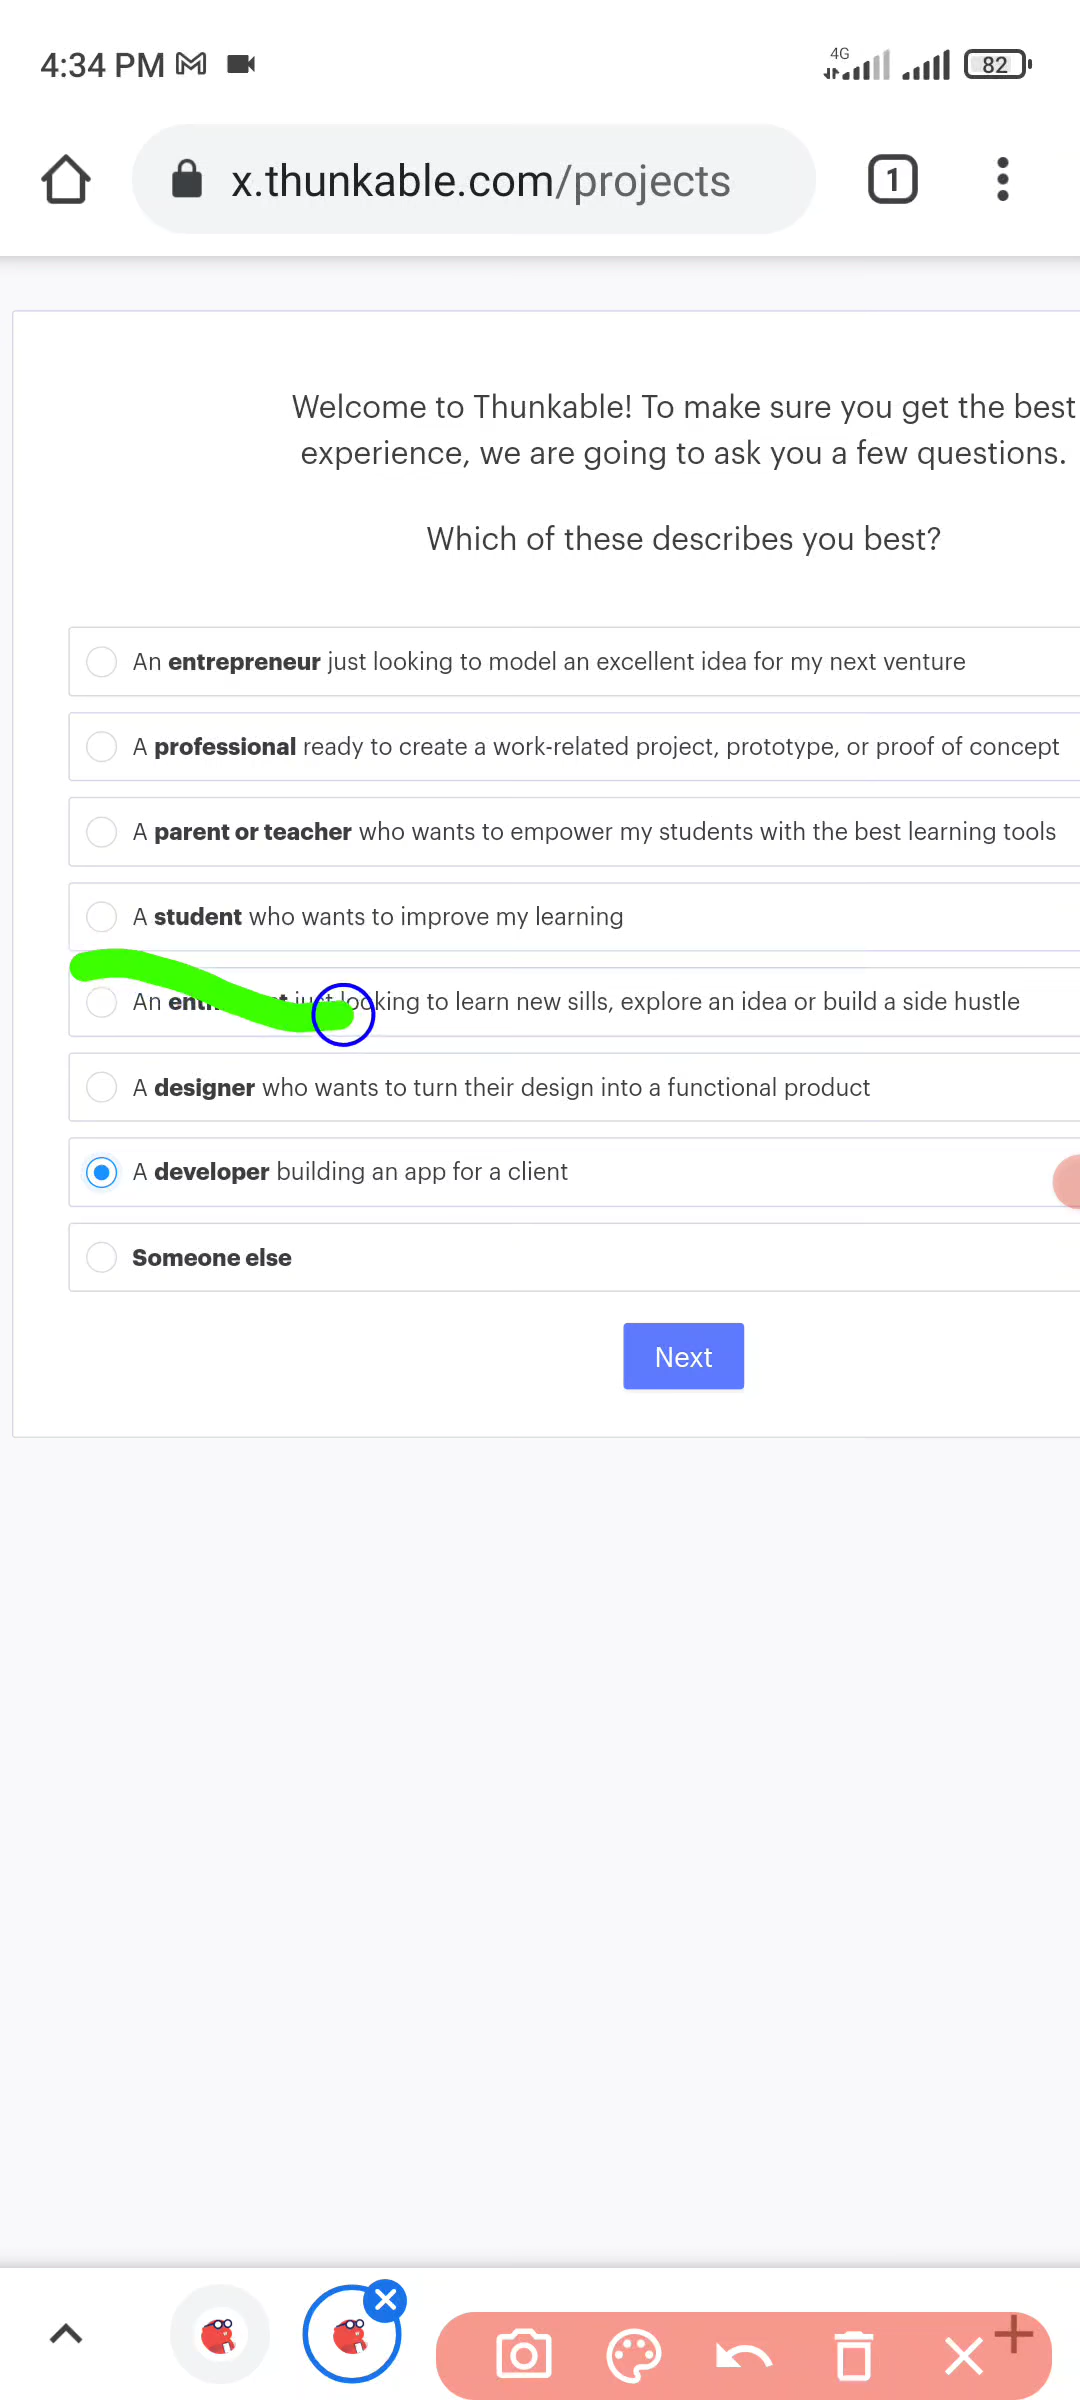 4:34 PM
4G
82
x.thunkable.com/projects
1
Welcome to Thunkable! To make sure you get the best
experience, we are going to ask you a few questions.
Which of these describes you best?
An entrepreneur just looking to model an excellent idea for my next venture
A professional ready to create a work-related project, prototype, or proof of concept
A parent or teacher who wants to empower my students with the best learning tools
A student who wants to improve my learning
An just looking to learn new sills, explore an idea or build a side hustle
A designer who wants to turn their design into a functional product
A developer building an app for a client
Someone else
Next